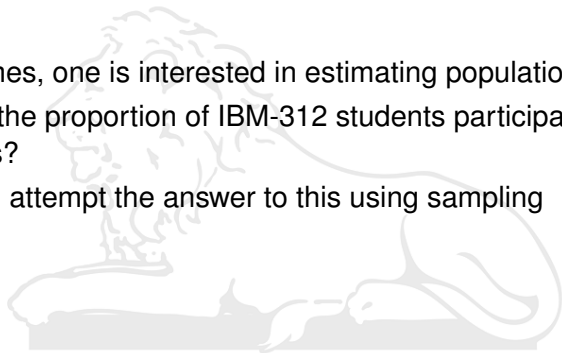 nes, one is interested in estimating populatio
the proportion of IBM-312 students participa
s?
attempt the answer to this using sampling